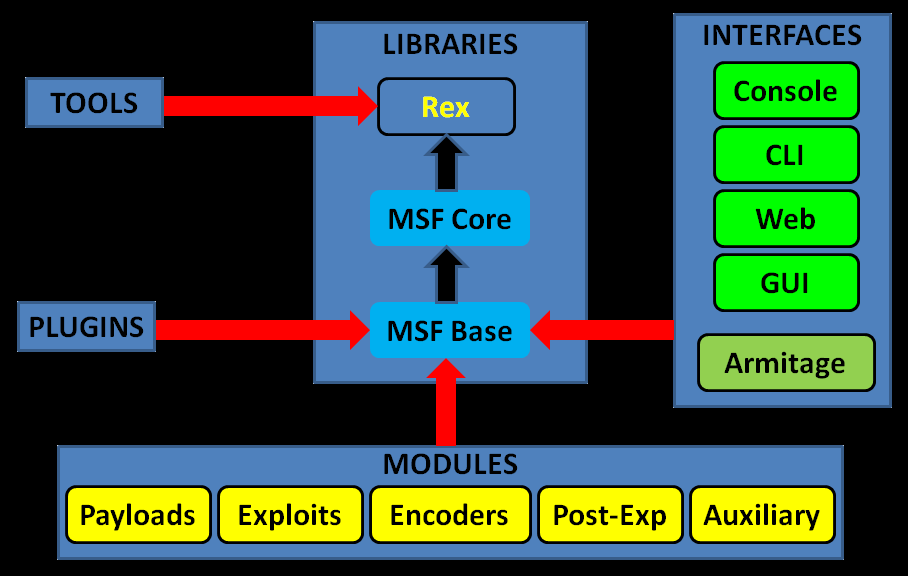 LIBRARIES
INTERFACES
TOOLS
Rex
Console
CLI
MSF Core
Web
GUI
PLUGINS
MSF Base
Armitage
MODULES
Payloads
Exploits
Encoders
Post-Exp
Auxiliary